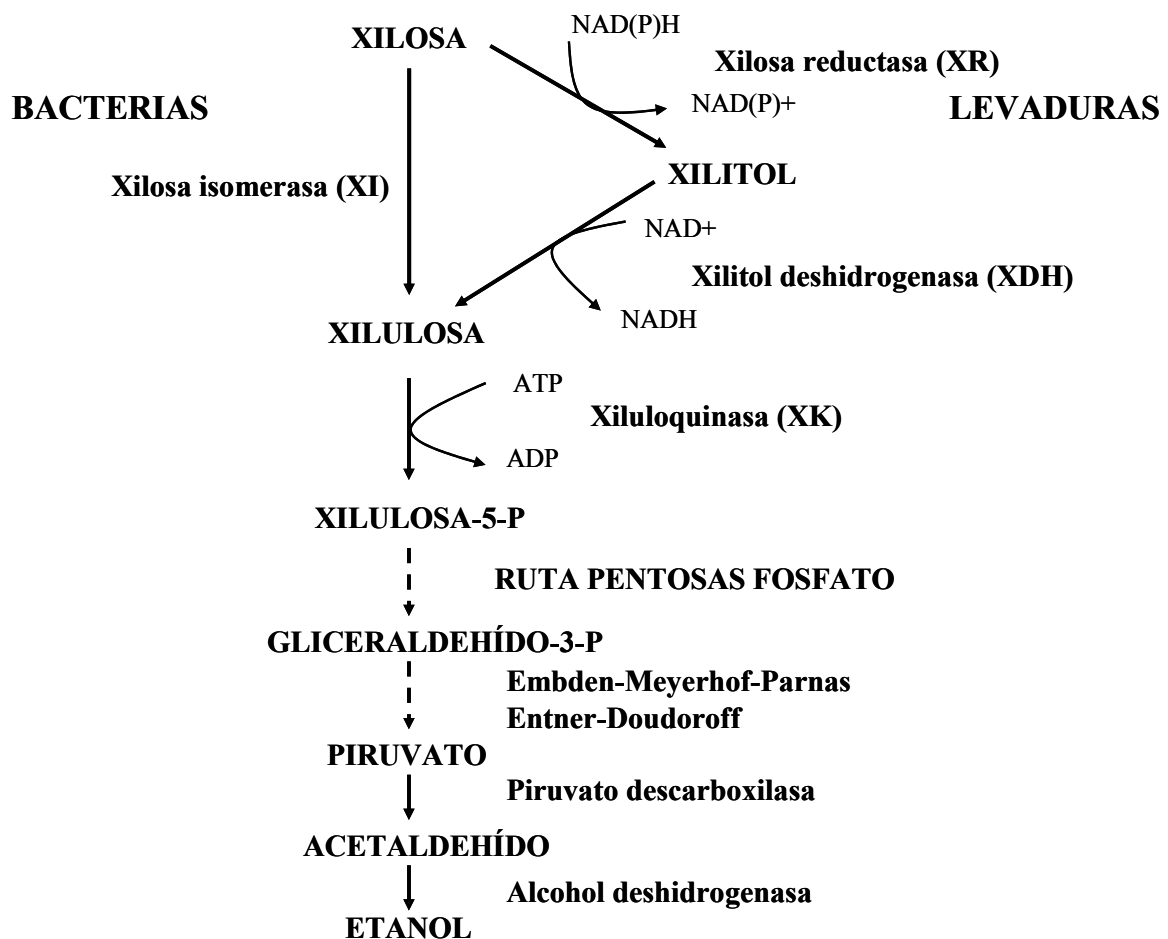 XILOSA
NAD(P)H
Xilosa reductasa (XR)
BACTERIAS
NAD(P)+
LEVADURAS
Xilosa isomerasa (XI)
XILITOL
NAD+
Xilitol deshidrogenasa (XDH)
NADH
XILULOSA
ATP
Xiluloquinasa (XK)
ADP
XILULOSA-5-P
RUTA PENTOSAS FOSFATO
GLICERALDEHÍDO-3-P
Embden-Meyerhof-Parnas
Entner-Doudoroff
PIRUVATO
Piruvato descarboxilasa
ACETALDEHÍDO
Alcohol deshidrogenasa
ETANOL